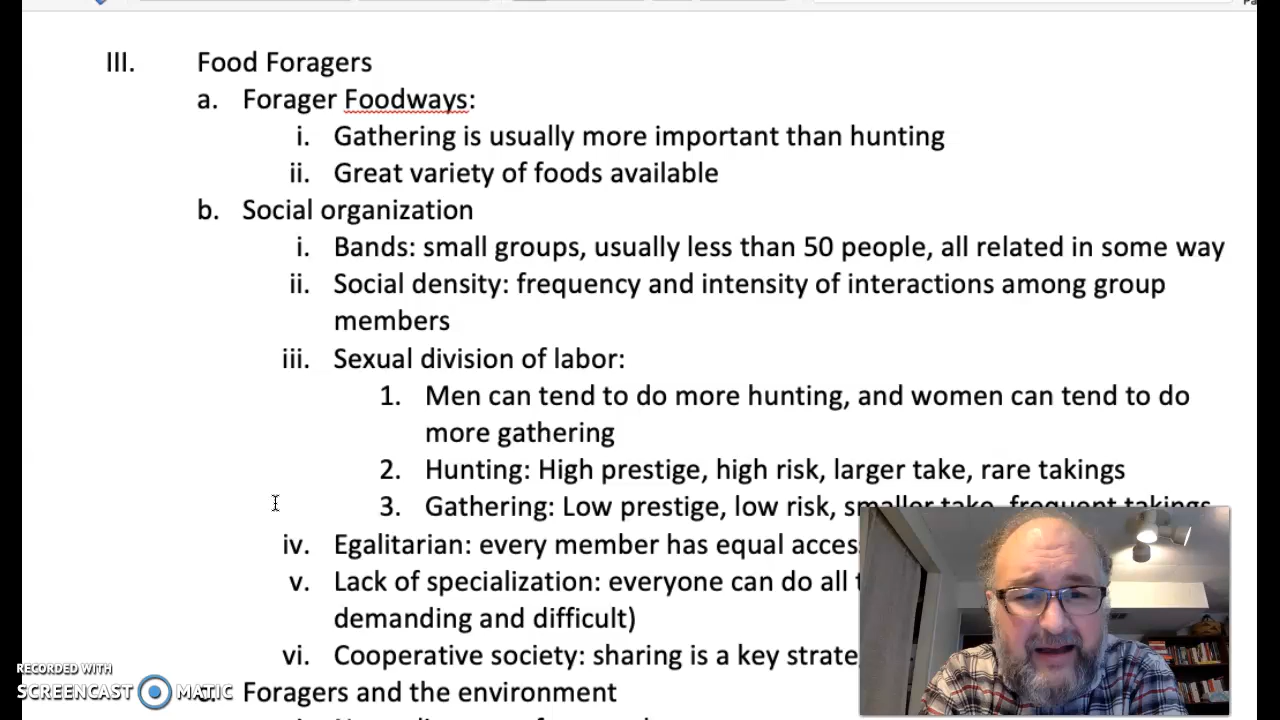 III. Food Foragers
a. Forager Foodways:
i. Gathering is usually more important than hunting
ii. Great variety of foods available
b. Social organization
i. Bands: small groups, usually less than 50 people, all related in some way
ii. Social density: frequency and intensity of interactions among group
members
iii. Sexual division of labor:
1. Men can tend to do more hunting, and women can tend to do
more gathering
2. Hunting: High prestige, high risk, larger take, rare takings
3. Gathering: Low prestige, low risk, smaller take, frequent takings
iv. Egalitarian: every member has equal
v. Lack of specialization: everyone can do all
demanding and difficult)
vi. Cooperative society: sharing is a key
RECORDED WITH
SCREENCAST MATIC
Foragers and the environment